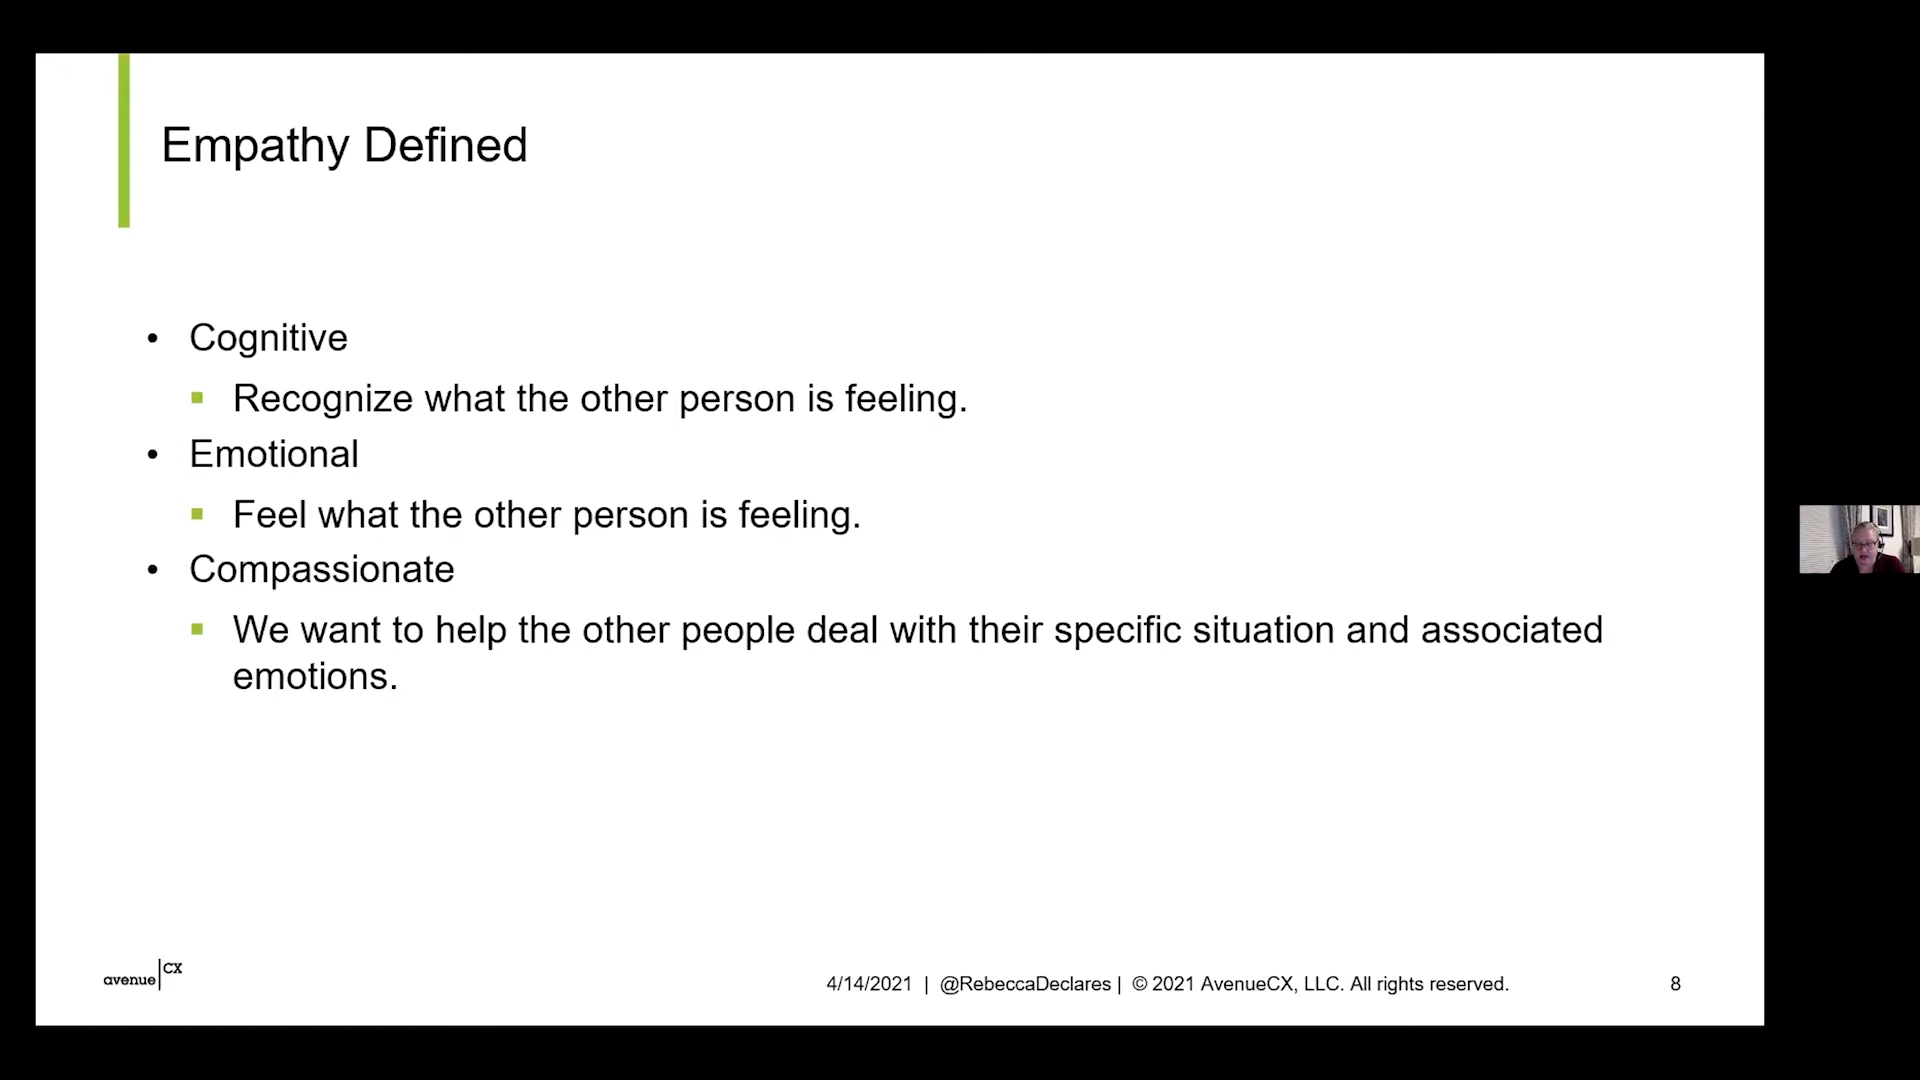 Empathy Defined
• Cognitive
▪ Recognize what the other person is feeling.
• Emotional
▪ Feel what the other person is feeling.
• Compassionate
▪ We want to help the other people deal with their specific situation and associated
emotions.
avenue|CX
4/14/2021 | @RebeccaDeclares | © 2021 AvenueCX, LLC. All rights reserved.
8